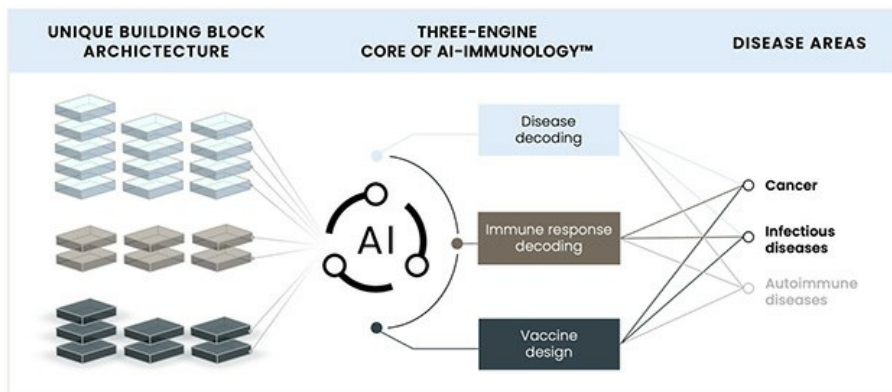 UNIQUE BUILDING BLOCK
ARCHICTECTURE
THREE-ENGINE
CORE OF AI-IMMUNOLOGY™
DISEASE AREAS
AI
Disease
decoding
Immune response
decoding
Vaccine
design
Cancer
Infectious
diseases
Autoimmune
diseases